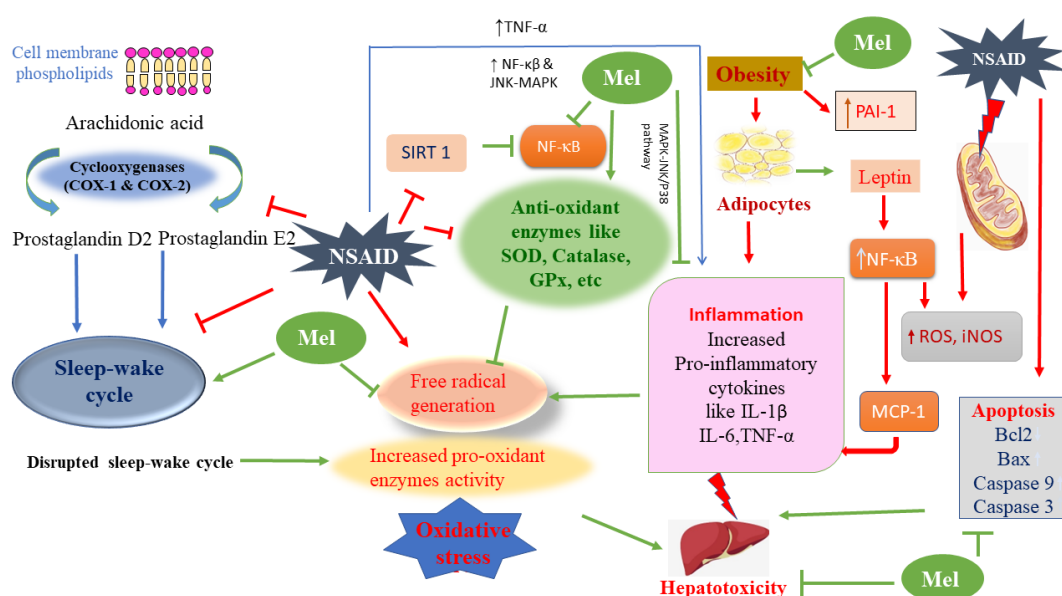 Cell membrane
phospholipids
Arachidonic acid
Cyclooxygenases
(COX-1 & COX-2)
Prostaglandin D2
Prostaglandin E2
Sleep-wake
cycle
Disrupted sleep-wake cycle
↑TNF-α
↑ NF-κβ &
JNK-MAPK
Mel
SIRT 1
NF-κB
MAPK-JNK/P38
pathway
NSAID
Anti-oxidant
enzymes like
SOD, Catalase,
GPx, etc
Mel
Free radical
generation
Increased pro-oxidant
enzymes activity
Oxidative
stress
Obesity
Mel
↑ PAI-1
Adipocytes
Leptin
↑NF-κB
↑ ROS, iNOS
MCP-1
Inflammation
Increased
Pro-inflammatory
cytokines
like IL-1β
IL-6,TNF-α
Hepatotoxicity
NSAID
Apoptosis
Bcl2
Bax
Caspase 9
Caspase 3
Mel